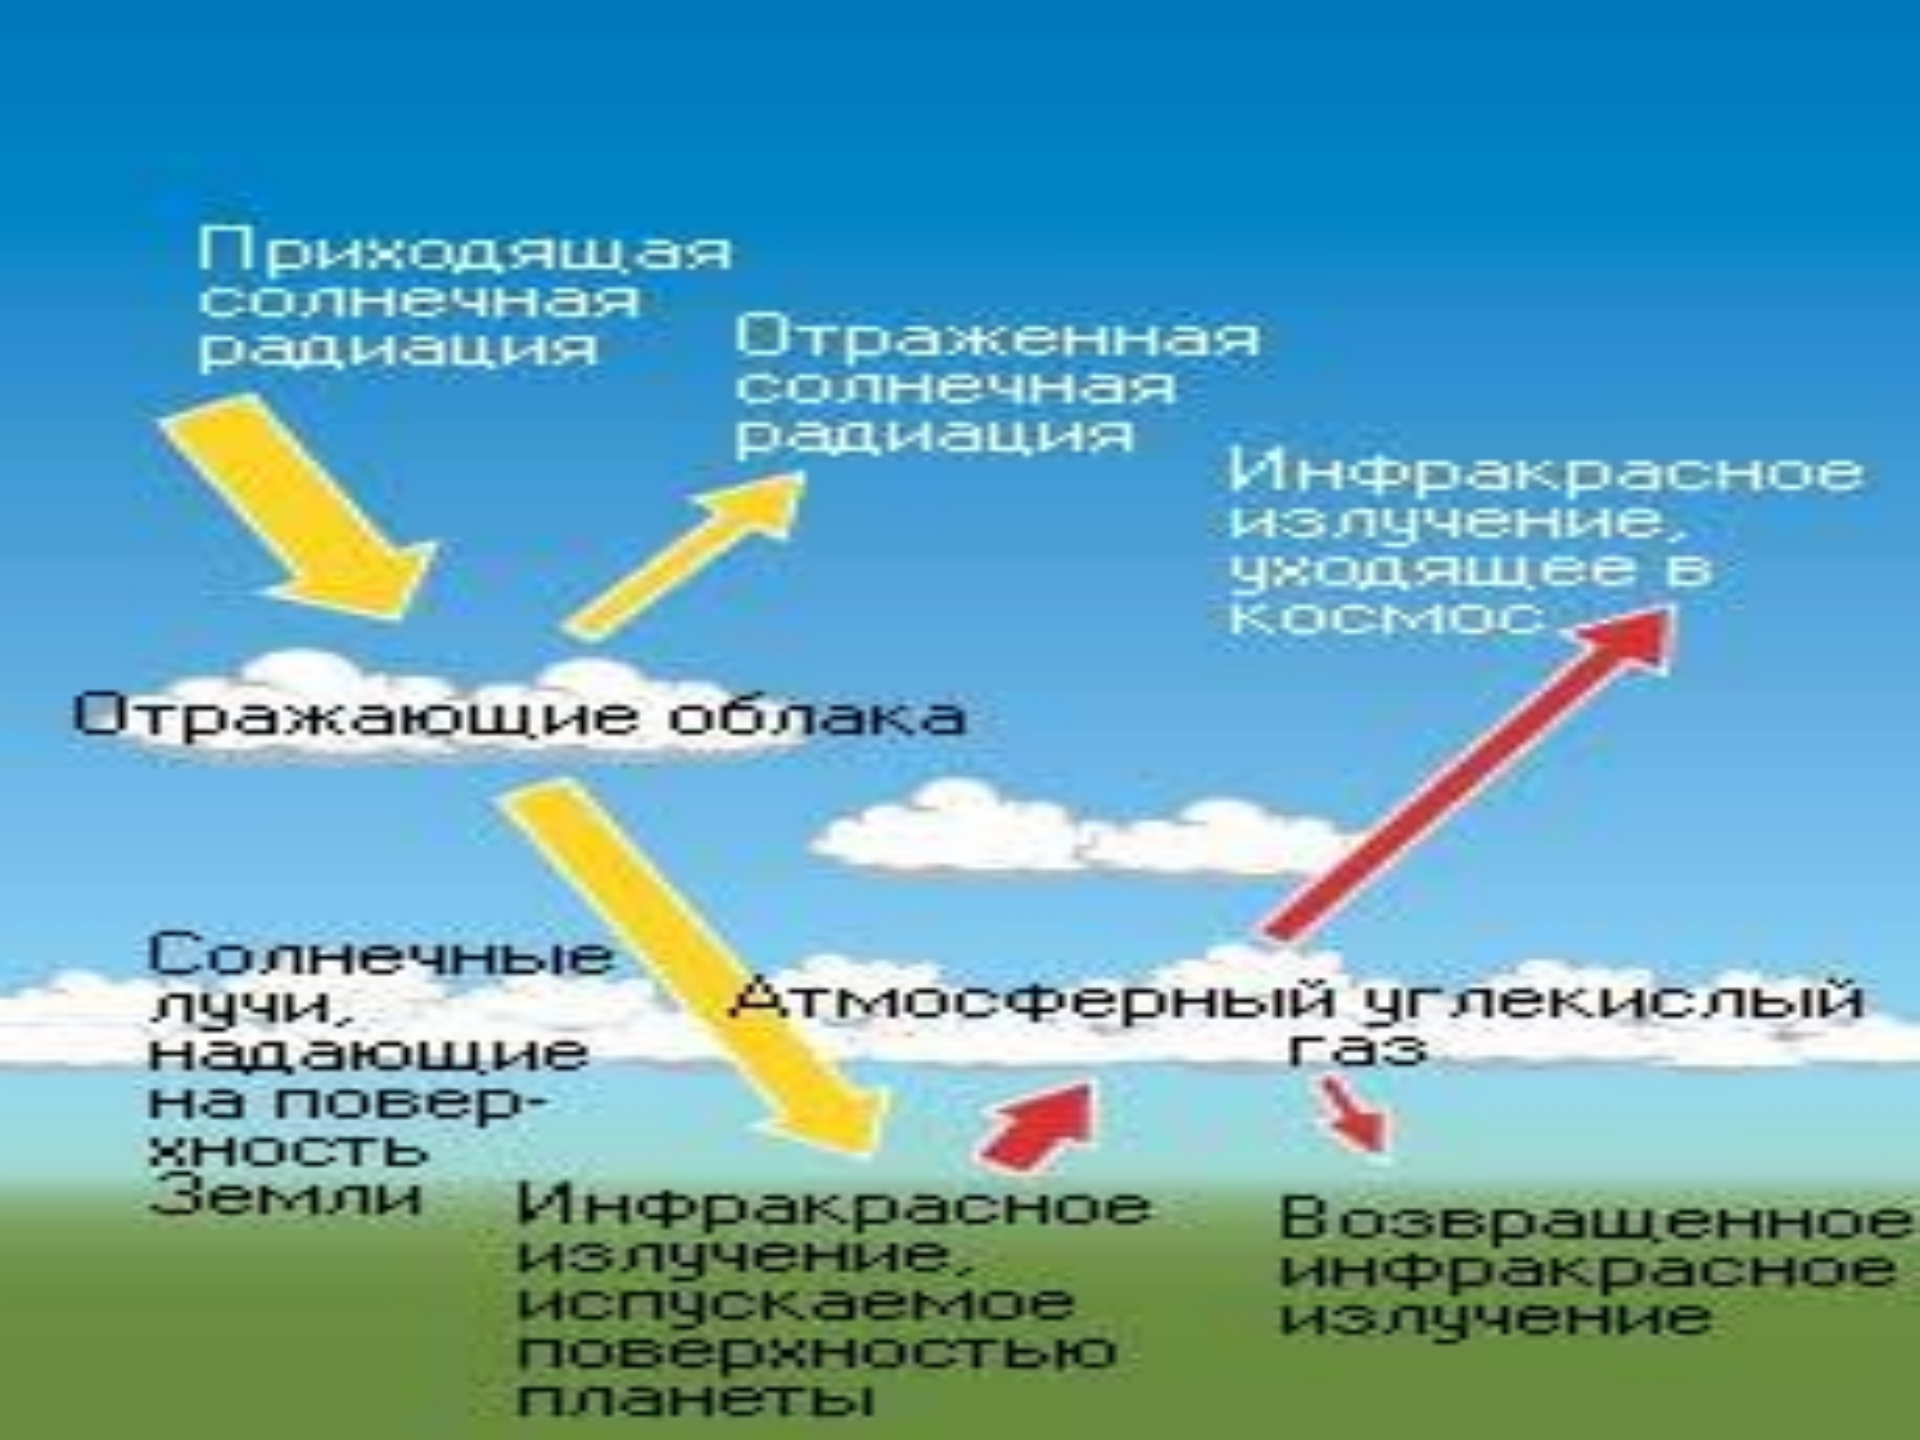 Приходящая
солнечная
радиация
Отраженная
солнечная
радиация
Инфракрасное
излучение,
уходящее в
космос
Отражающие облака
Солнечные
лучи,
надающие
на повер-
хность
Земли
Атмосферный углекислый
газ
Инфракрасное
излучение,
испускаемое
поверхностью
планеты
Возвращенное
инфракрасное
излучение